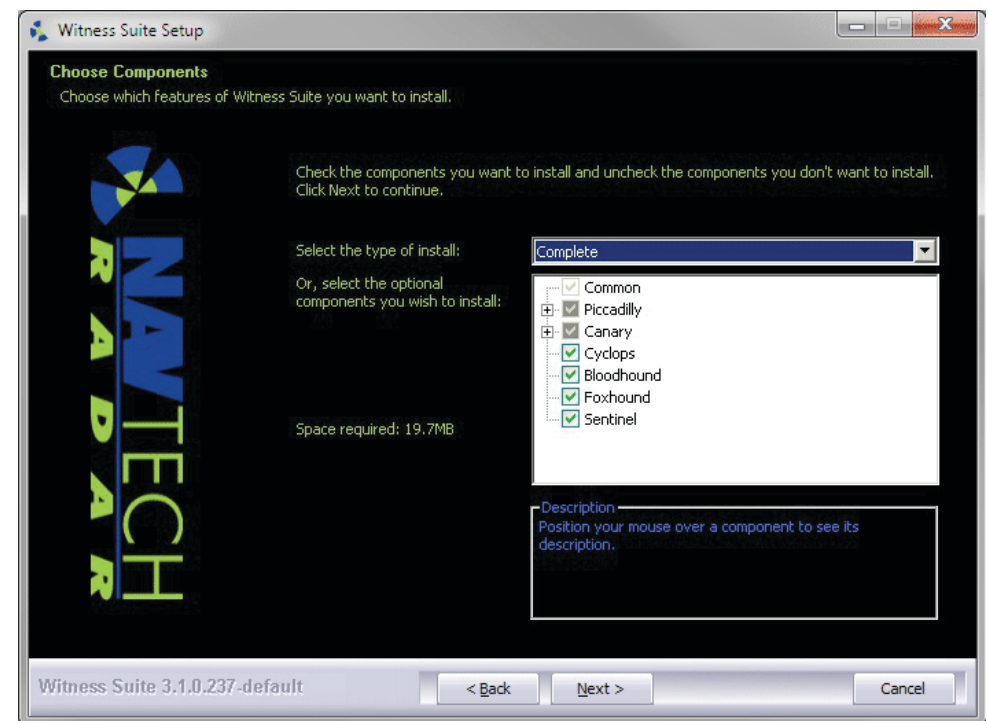 Witness Suite Setup
Choose Components
Choose which features of Witness Suite you want to install.
Check the components you want to install and uncheck the components you don't want to install.
Click Next to continue.
Select the type of install:
Complete
Or, select the optional
components you wish to install:
Common
Piccadilly
Canary
Cyclops
Bloodhound
Foxhound
Sentinel
Space required: 19.7MB
Description
Position your mouse over a component to see its
description.
NAVTECH
RADAR
Witness Suite 3.1.0.237-default
< Back
Next >
Cancel